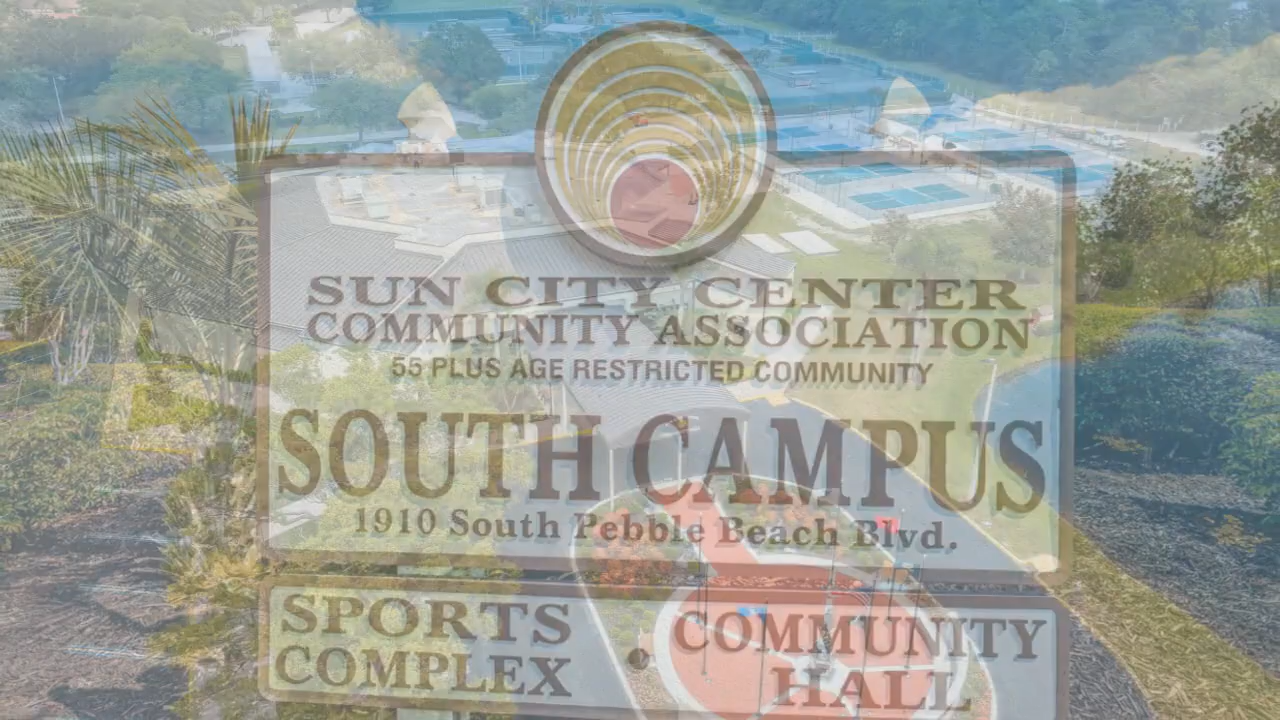 SUN CITY CENTER
COMMUNITY ASSOCIATION
55 PLUS AGE RESTRICTED COMMUNITY
SOUTH CAMPUS
1910 South Pebble Beach Blvd.
SPORTS
COMPLEX
•
COMMUNITY
HALL